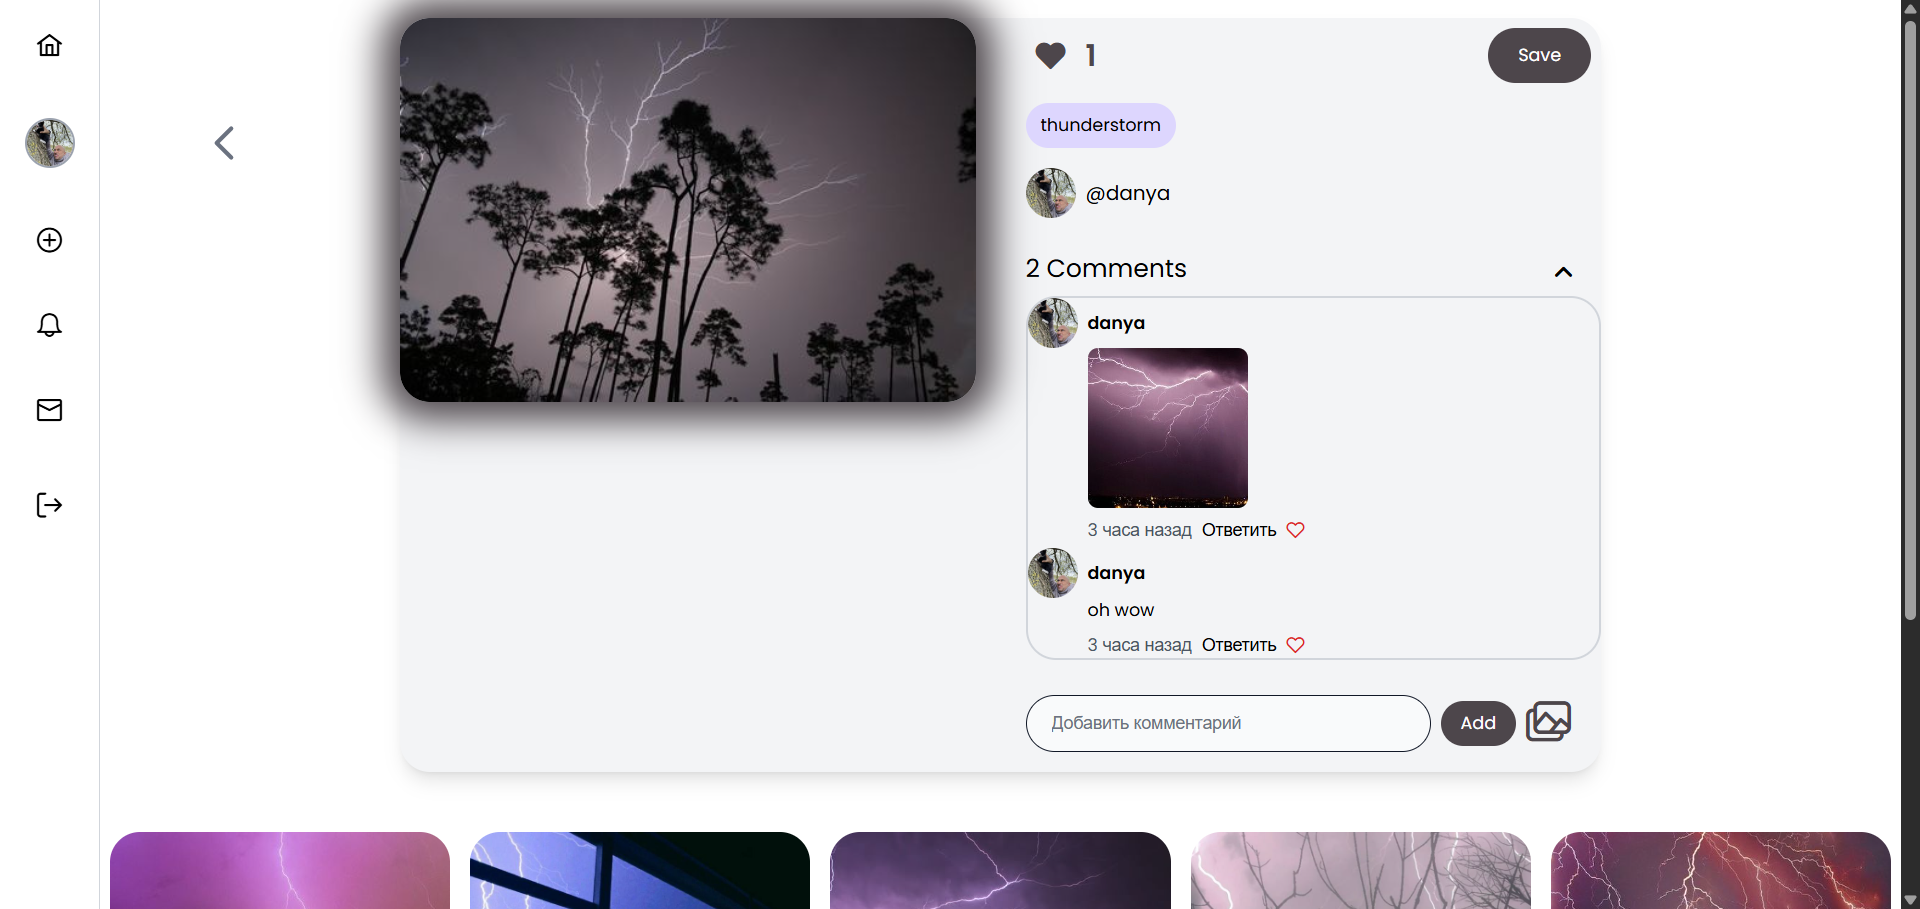 1
Save
thunderstorm
@danya
2 Comments
danya
3 часа назад Ответить
danya
oh wow
3 часа назад Ответить
Добавить комментарий
Add